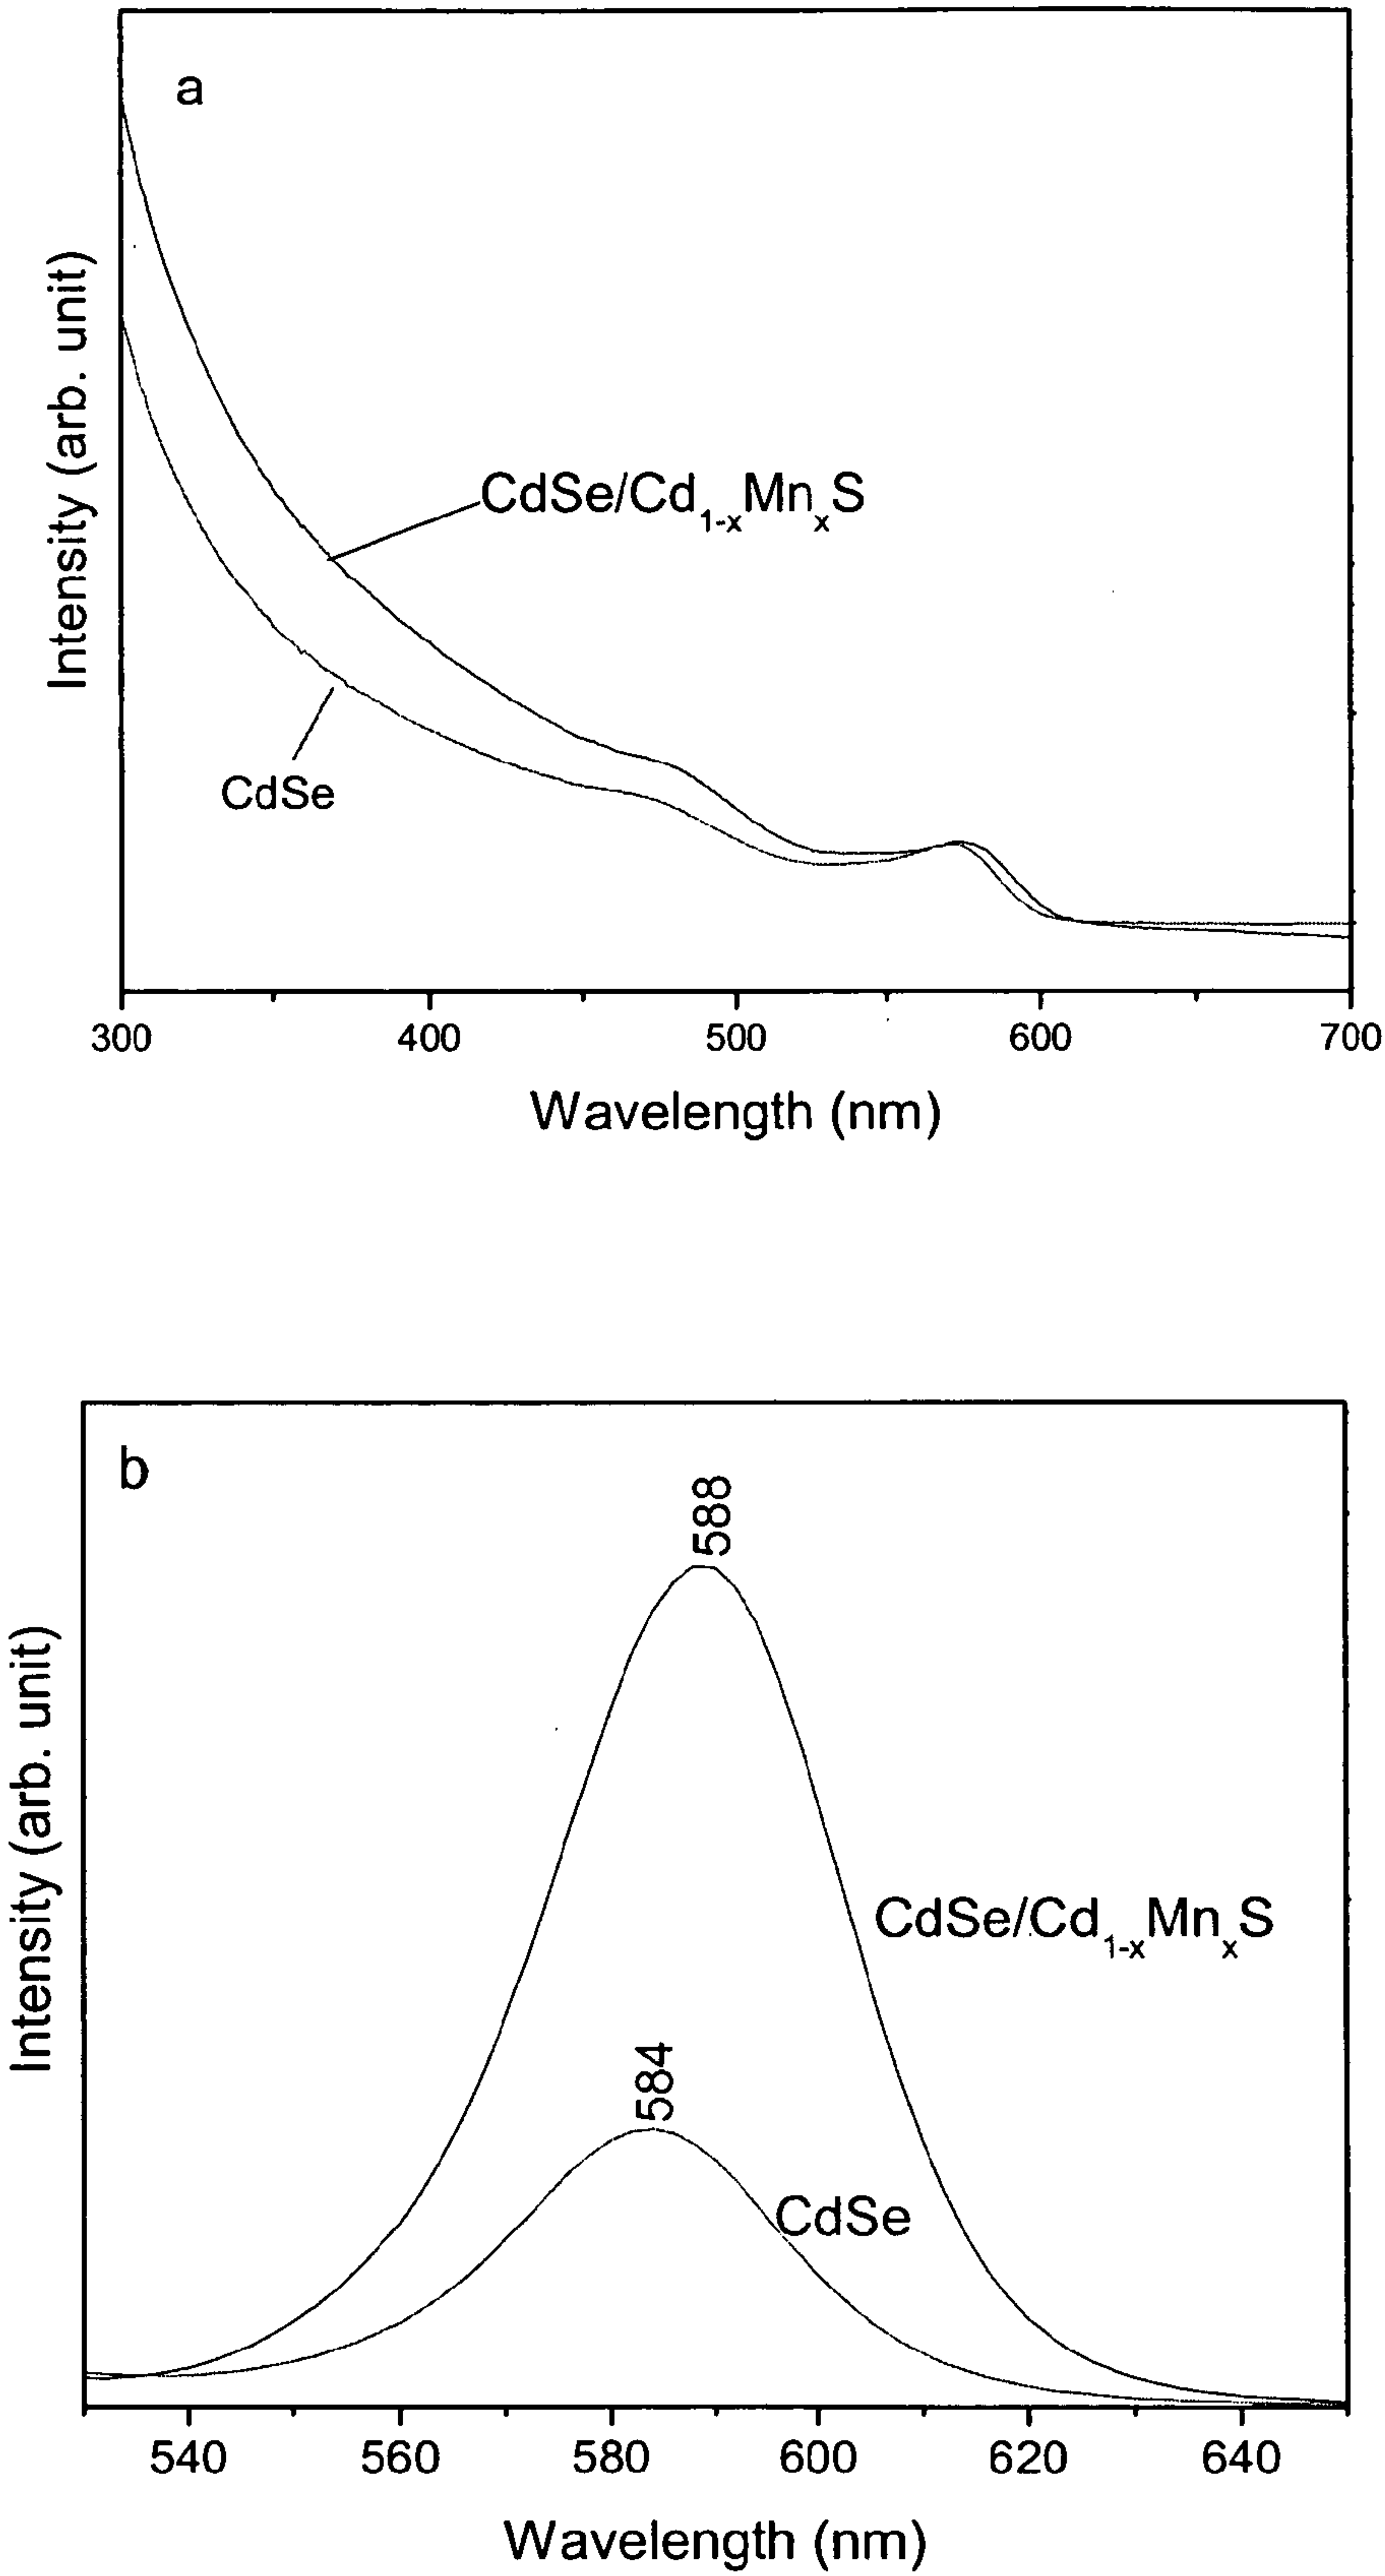 a
Intensity (arb. unit)
CdSe/Cd₁₋ₓMnₓS
CdSe
300 400 500 600 700
Wavelength (nm)
b
588
Intensity (arb. unit)
CdSe/Cd₁₋ₓMnₓS
584
CdSe
540 560 580 600 620 640
Wavelength (nm)